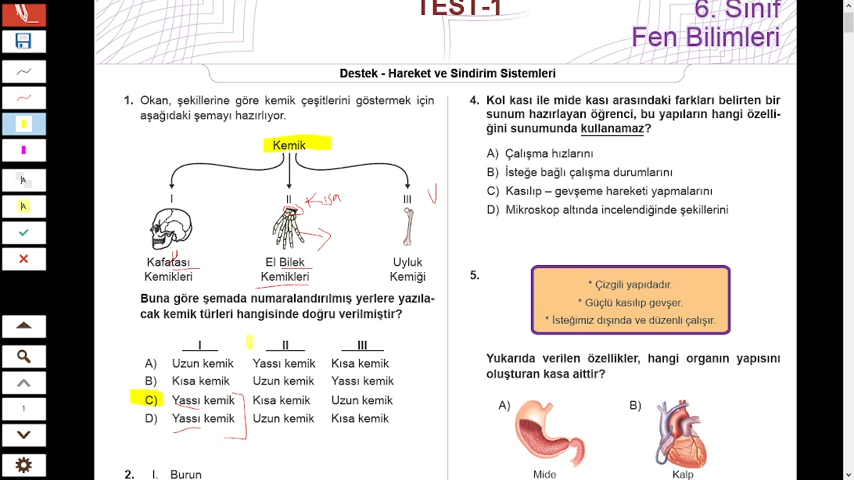 TEST-1
6. Sınıf
Fen Bilimleri
Destek - Hareket ve Sindirim Sistemleri
1. Okan, şekillerine göre kemik çeşitlerini göstermek için
aşağıdaki şemayı hazırlıyor.
Kemik
I II III
Kısa
Kafatası El Bilek Uyluk
Kemikleri Kemikleri Kemiği
Buna göre şemada numaralandırılmış yerlere yazıla-
cak kemik türleri hangisinde doğru verilmiştir?
I II III
A) Uzun kemik Yassı kemik Kısa kemik
B) Kısa kemik Uzun kemik Yassı kemik
C) Yassı kemik Kısa kemik Uzun kemik
D) Yassı kemik Uzun kemik Kısa kemik
2. I. Burun
4. Kol kası ile mide kası arasındaki farkları belirten bir
sunum hazırlayan öğrenci, bu yapıların hangi özelli-
ğini sunumunda kullanamaz?
A) Çalışma hızlarını
B) İsteğe bağlı çalışma durumlarını
C) Kasılıp – gevşeme hareketi yapmalarını
D) Mikroskop altında incelendiğinde şekillerini
5.
* Çizgili yapıdadır.
* Güçlü kasılıp gevşer.
* İsteğimiz dışında ve düzenli çalışır.
Yukarıda verilen özellikler, hangi organın yapısını
oluşturan kasa aittir?
A) B)
Mide Kalp
1